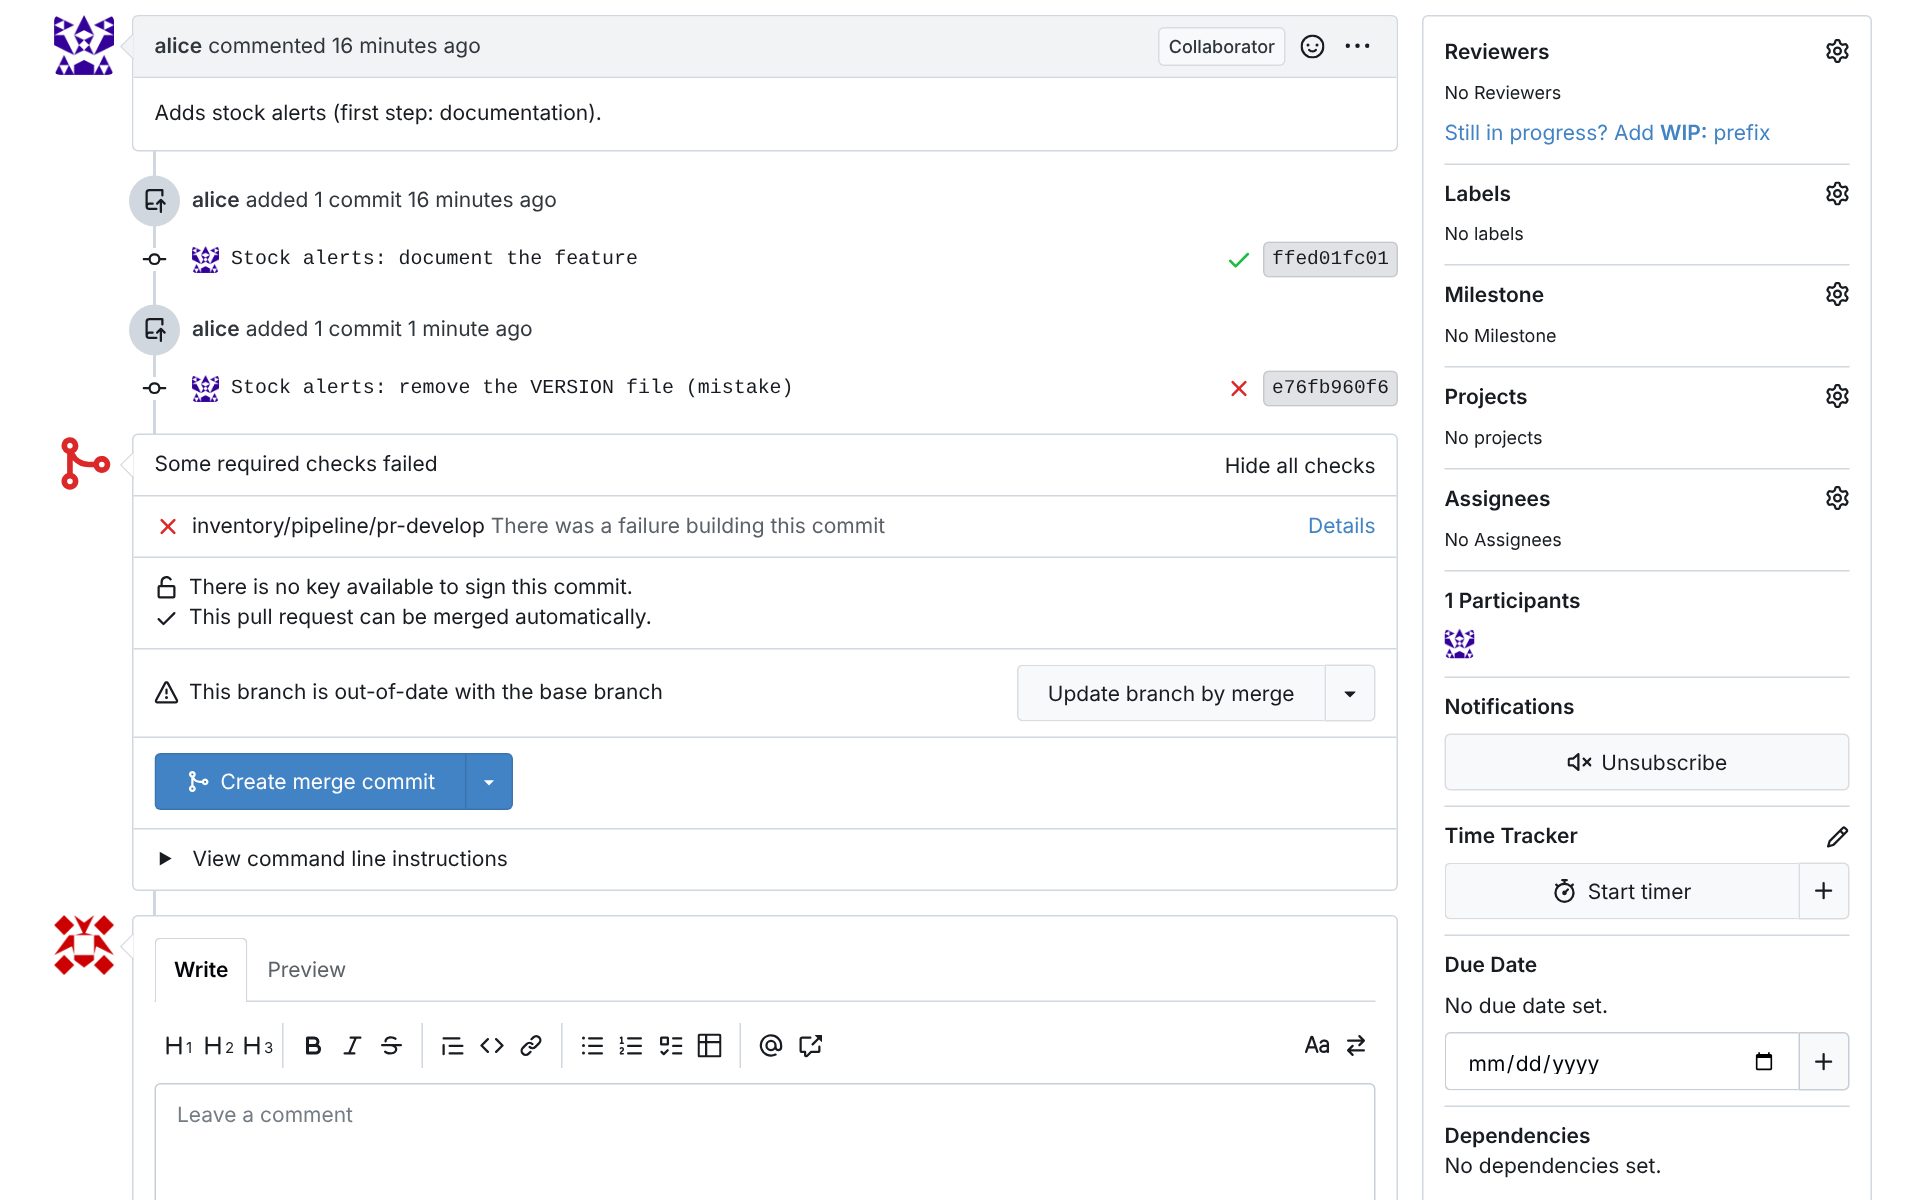 alice commented 16 minutes ago
Collaborator
Adds stock alerts (first step: documentation).
alice added 1 commit 16 minutes ago
Stock alerts: document the feature
ffed01fc01
alice added 1 commit 1 minute ago
Stock alerts: remove the VERSION file (mistake)
e76fb960f6
Some required checks failed
Hide all checks
inventory/pipeline/pr-develop There was a failure building this commit
Details
There is no key available to sign this commit.
This pull request can be merged automatically.
This branch is out-of-date with the base branch
Update branch by merge
Create merge commit
View command line instructions
Write
Preview
H1 H2 H3
Aa
Leave a comment
Reviewers
No Reviewers
Still in progress? Add WIP: prefix
Labels
No labels
Milestone
No Milestone
Projects
No projects
Assignees
No Assignees
1 Participants
Notifications
Unsubscribe
Time Tracker
Start timer
Due Date
No due date set.
mm/dd/yyyy
Dependencies
No dependencies set.